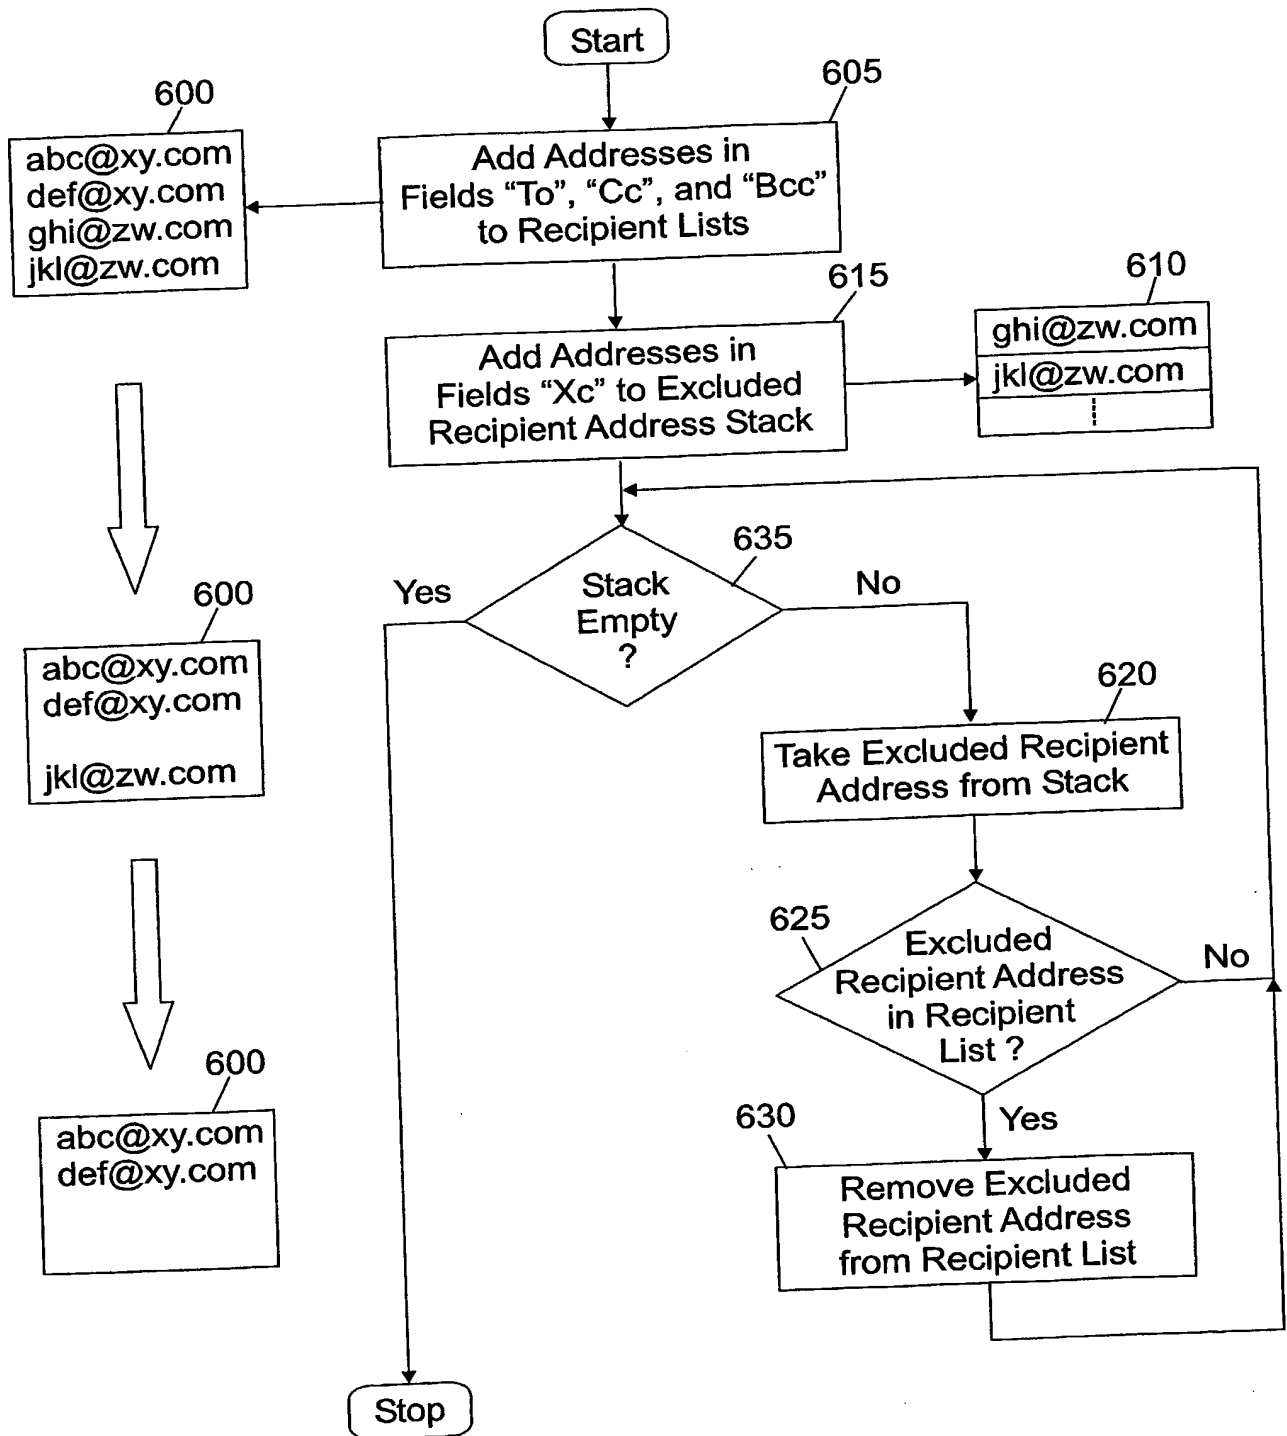 Start
605
Add Addresses in
Fields “To”, “Cc”, and “Bcc”
to Recipient Lists
600
abc@xy.com
def@xy.com
ghi@zw.com
jkl@zw.com
615
Add Addresses in
Fields “Xc” to Excluded
Recipient Address Stack
610
ghi@zw.com
jkl@zw.com
635
Stack
Empty
?
Yes
No
600
abc@xy.com
def@xy.com
jkl@zw.com
620
Take Excluded Recipient
Address from Stack
625
Excluded
Recipient Address
in Recipient
List ?
No
Yes
600
abc@xy.com
def@xy.com
630
Remove Excluded
Recipient Address
from Recipient List
Stop